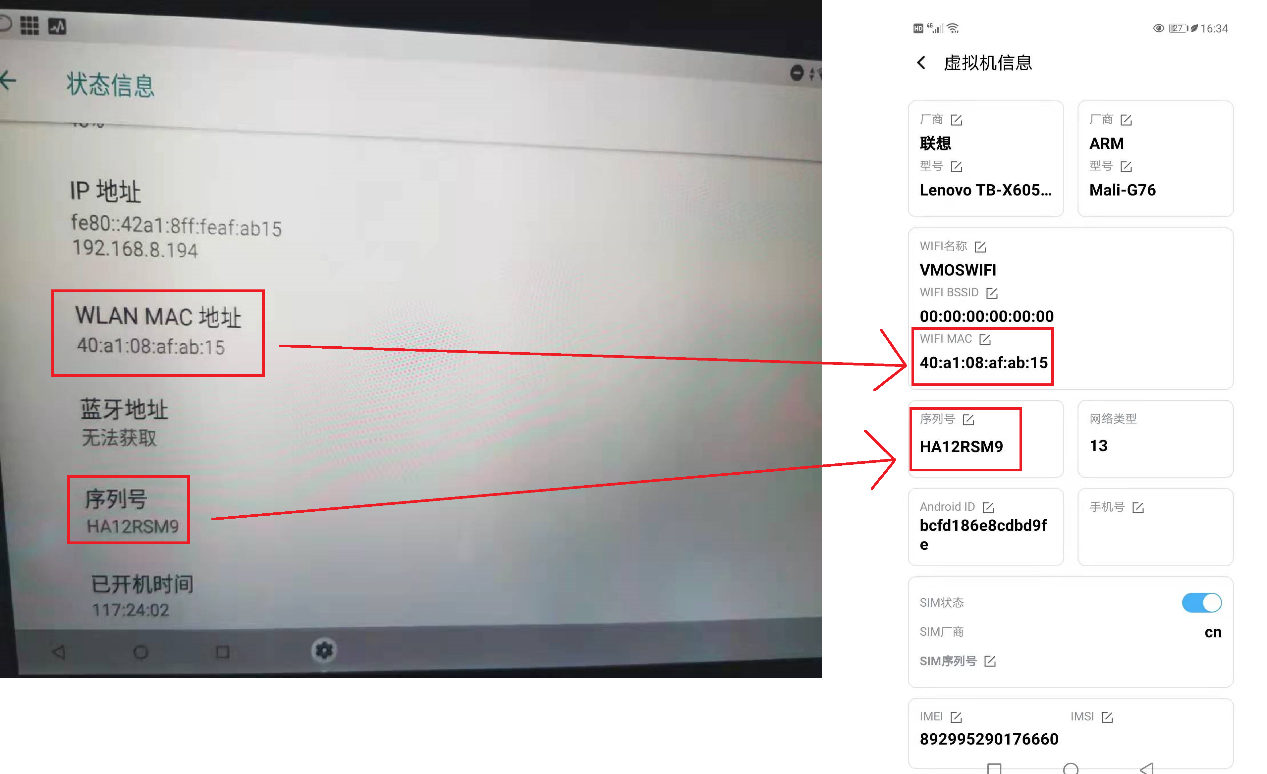 状态信息
IP 地址
fe80::42a1:8ff:feaf:ab15
192.168.8.194
WLAN MAC 地址
40:a1:08:af:ab:15
蓝牙地址
无法获取
序列号
HA12RSM9
已开机时间
117:24:02
16:34
虚拟机信息
厂商
联想
型号
Lenovo TB-X605...
厂商
ARM
型号
Mali-G76
WIFI名称
VMOSWIFI
WIFI BSSID
00:00:00:00:00:00
WIFI MAC
40:a1:08:af:ab:15
序列号
HA12RSM9
网络类型
13
Android ID
bcfd186e8cdbd9f
e
手机号
SIM状态
SIM厂商
cn
SIM序列号
IMEI
892995290176660
IMSI